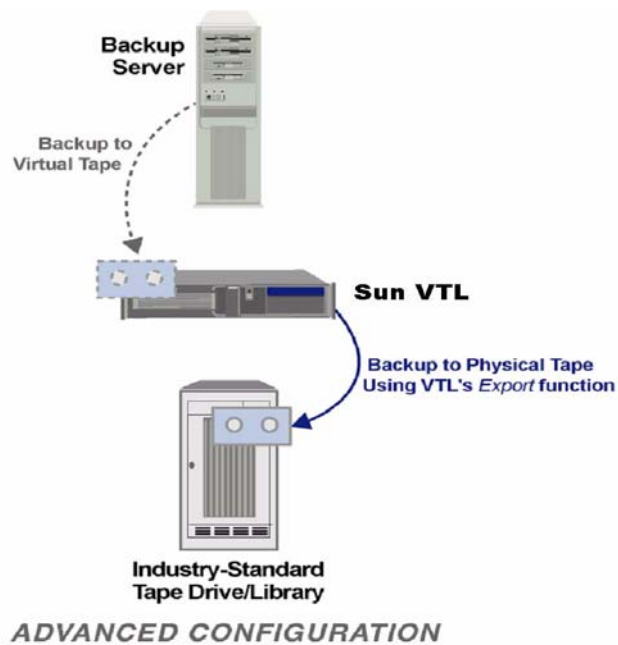 Backup
Server
Backup to
Virtual Tape
Sun VTL
Backup to Physical Tape
Using VTL's Export function
Industry-Standard
Tape Drive/Library
ADVANCED CONFIGURATION